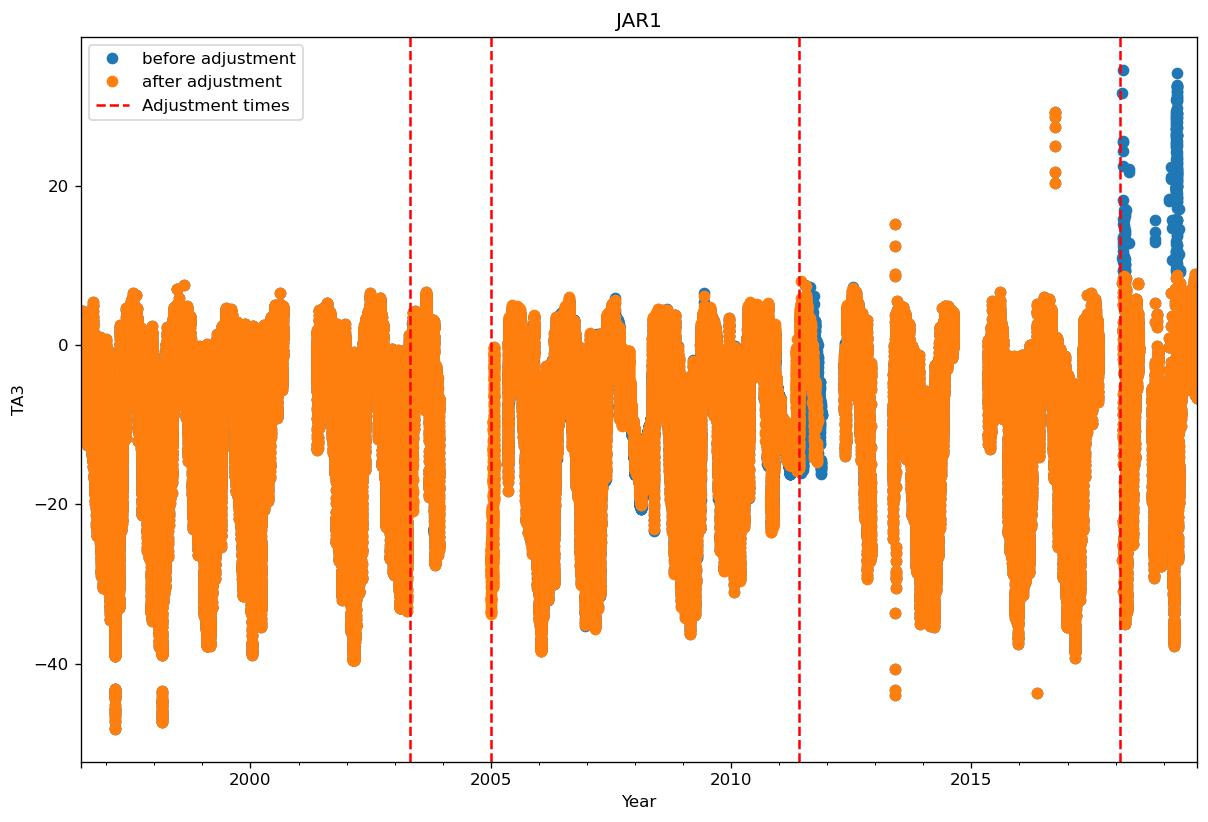 JAR1
before adjustment
after adjustment
Adjustment times
TA3
20
0
−20
−40
2000
2005
2010
2015
Year